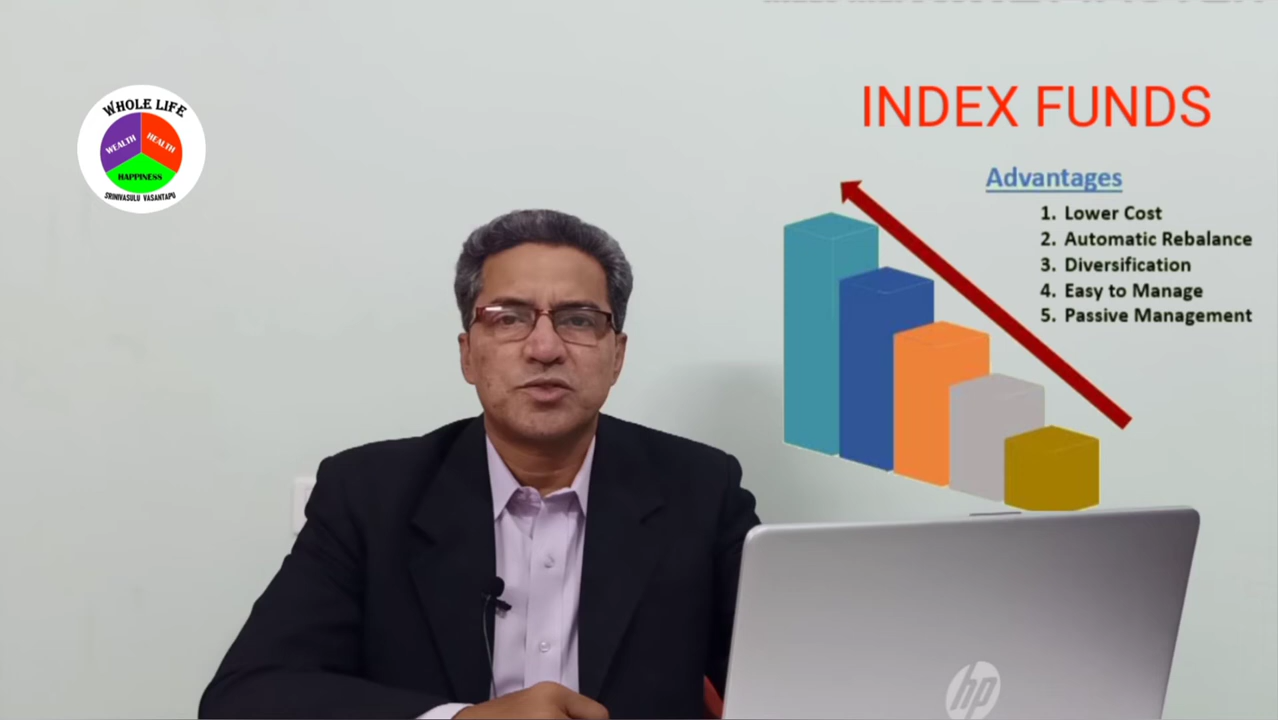 WHOLE LIFE
WEALTH
HEALTH
HAPPINESS
SRINIVASULU VASANTAPU
INDEX FUNDS
Advantages
1. Lower Cost
2. Automatic Rebalance
3. Diversification
4. Easy to Manage
5. Passive Management
hp